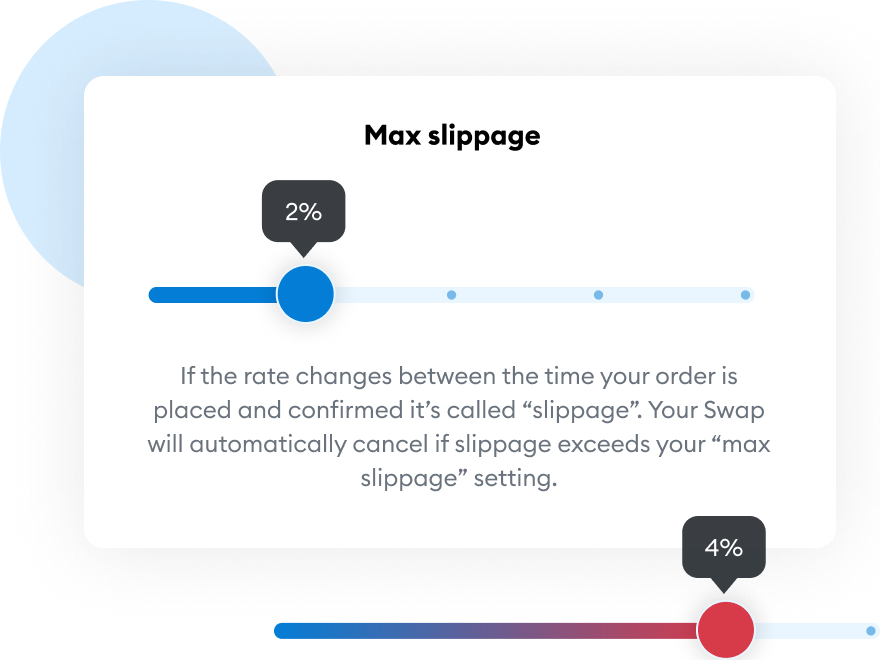 Max slippage
2%
If the rate changes between the time your order is
placed and confirmed it’s called “slippage”. Your Swap
will automatically cancel if slippage exceeds your “max
slippage” setting.
4%